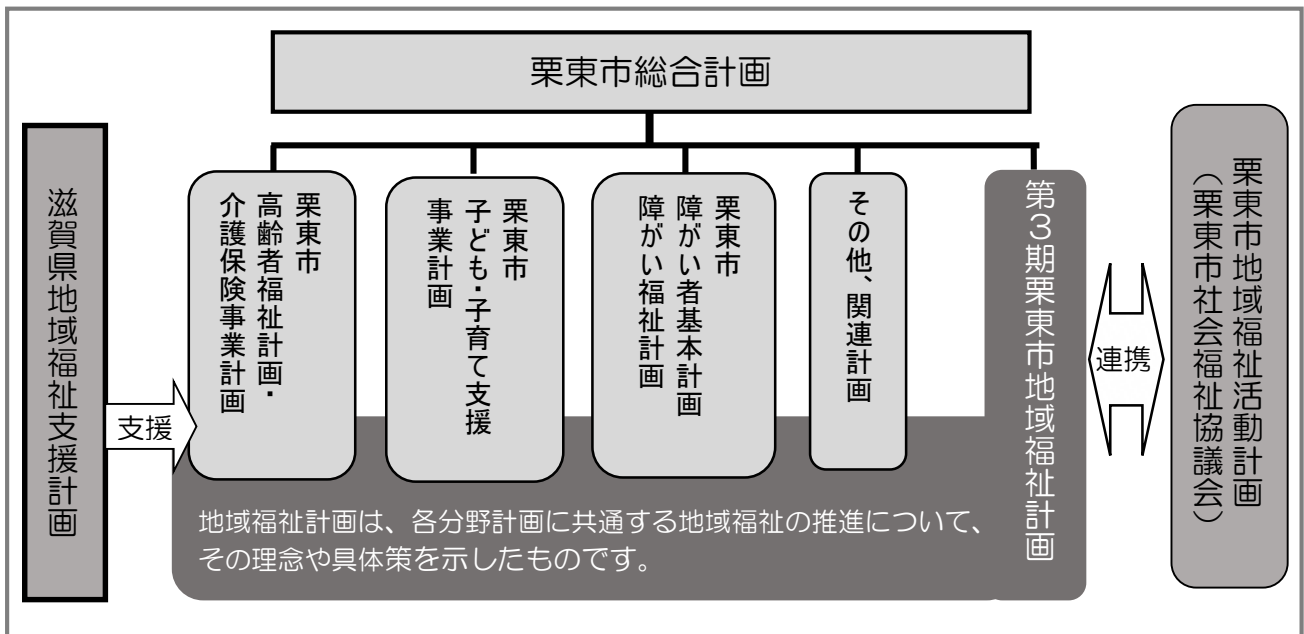 栗東市総合計画
滋賀県地域福祉支援計画
支援
栗東市
高齢者福祉計画・
介護保険事業計画
栗東市
子ども・子育て支援
事業計画
栗東市
障がい者基本計画
障がい福祉計画
その他、関連計画
第3期栗東市地域福祉計画
連携
栗東市地域福祉活動計画
（栗東市社会福祉協議会）
地域福祉計画は、各分野計画に共通する地域福祉の推進について、
その理念や具体策を示したものです。